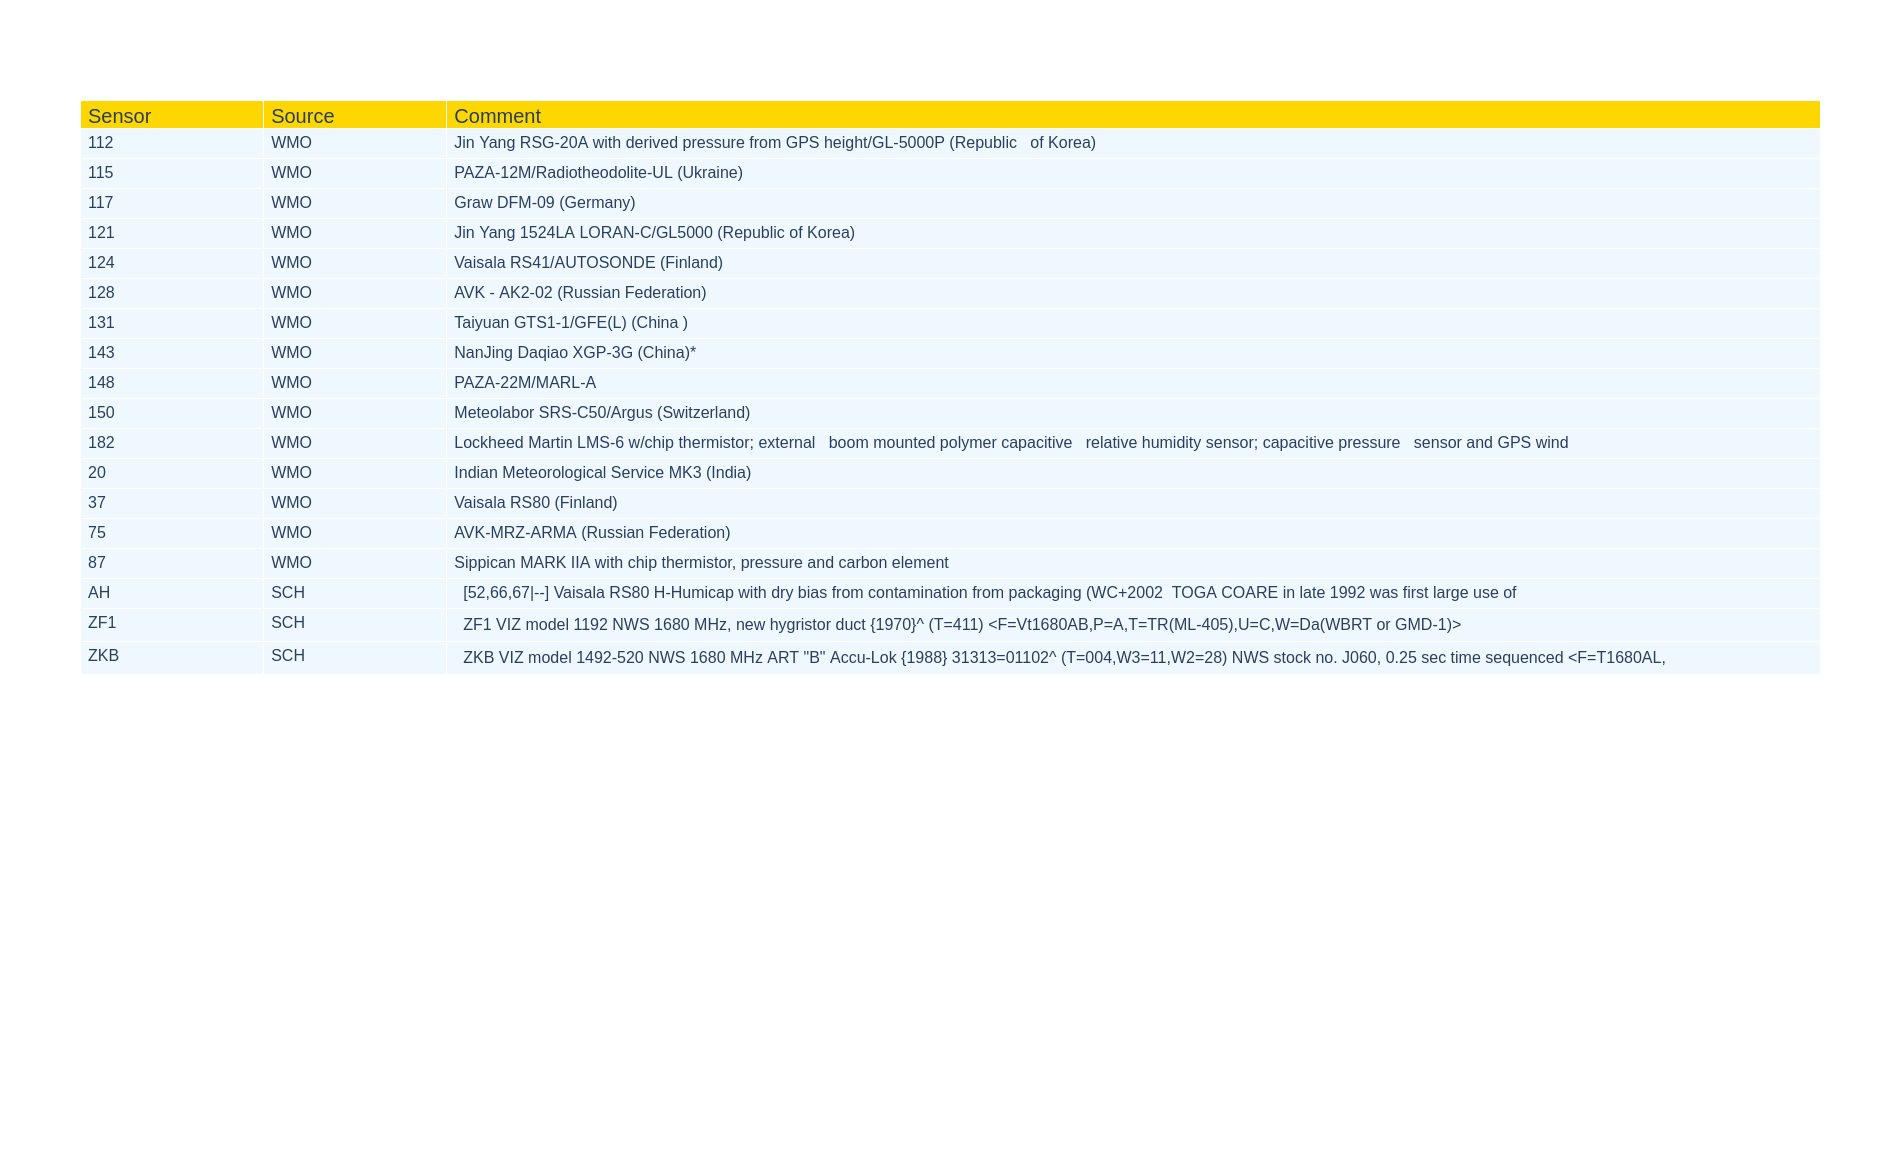 Sensor Source Comment
112 WMO Jin Yang RSG-20A with derived pressure from GPS height/GL-5000P (Republic   of Korea)
115 WMO PAZA-12M/Radiotheodolite-UL (Ukraine)
117 WMO Graw DFM-09 (Germany)
121 WMO Jin Yang 1524LA LORAN-C/GL5000 (Republic of Korea)
124 WMO Vaisala RS41/AUTOSONDE (Finland)
128 WMO AVK - AK2-02 (Russian Federation)
131 WMO Taiyuan GTS1-1/GFE(L) (China )
143 WMO NanJing Daqiao XGP-3G (China)*
148 WMO PAZA-22M/MARL-A
150 WMO Meteolabor SRS-C50/Argus (Switzerland)
182 WMO Lockheed Martin LMS-6 w/chip thermistor; external   boom mounted polymer capacitive   relative humidity sensor; capacitive pressure   sensor and GPS wind
20 WMO Indian Meteorological Service MK3 (India)
37 WMO Vaisala RS80 (Finland)
75 WMO AVK-MRZ-ARMA (Russian Federation)
87 WMO Sippican MARK IIA with chip thermistor, pressure and carbon element
AH SCH [52,66,67|--] Vaisala RS80 H-Humicap with dry bias from contamination from packaging (WC+2002  TOGA COARE in late 1992 was first large use of
ZF1 SCH ZF1 VIZ model 1192 NWS 1680 MHz, new hygristor duct {1970}^ (T=411) <F=Vt1680AB,P=A,T=TR(ML-405),U=C,W=Da(WBRT or GMD-1)>
ZKB SCH ZKB VIZ model 1492-520 NWS 1680 MHz ART "B" Accu-Lok {1988} 31313=01102^ (T=004,W3=11,W2=28) NWS stock no. J060, 0.25 sec time sequenced <F=T1680AL,